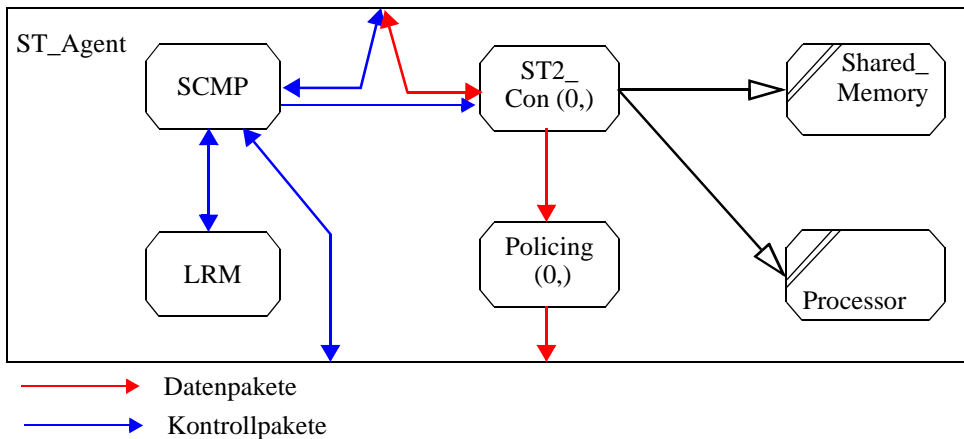 ST_Agent
SCMP
ST2_
Con (0,)
Shared_
Memory
LRM
Policing
(0,)
Processor
Datenpakete
Kontrollpakete